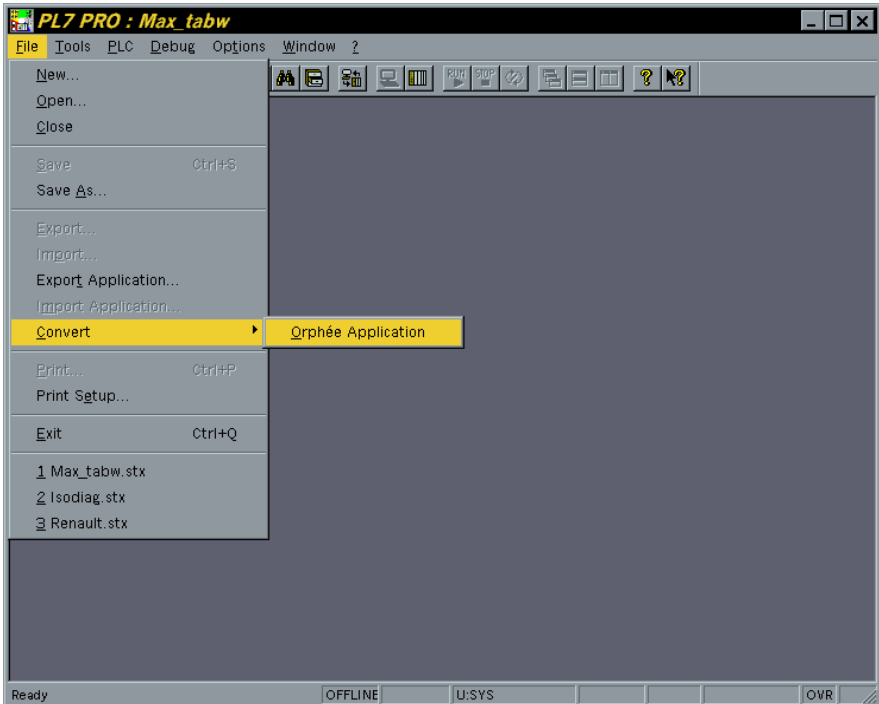 PL7 PRO : Max_tabw
File Tools PLC Debug Options Window ?
RUN STOP
New...
Open...
Close
Save Ctrl+S
Save As...
Export...
Import...
Export Application...
Import Application...
Convert Orphée Application
Print... Ctrl+P
Print Setup...
Exit Ctrl+Q
1 Max_tabw.stx
2 Isodiag.stx
3 Renault.stx
Ready OFFLINE U:SYS OVR